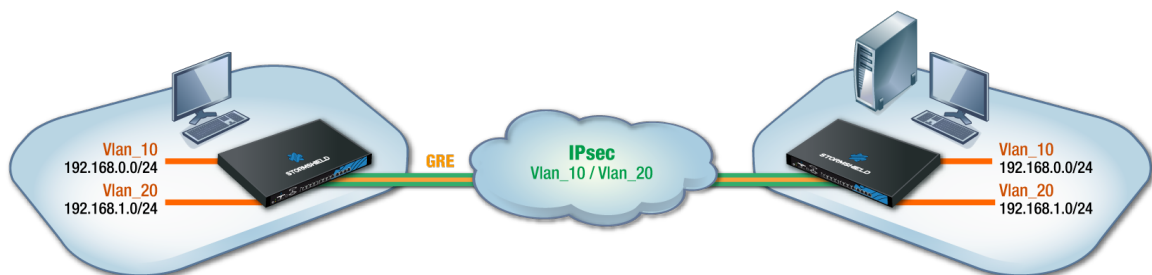 Vlan_10
192.168.0.0/24
Vlan_20
192.168.1.0/24
STORMSHIELD
GRE
IPsec
Vlan_10 / Vlan_20
STORMSHIELD
Vlan_10
192.168.0.0/24
Vlan_20
192.168.1.0/24